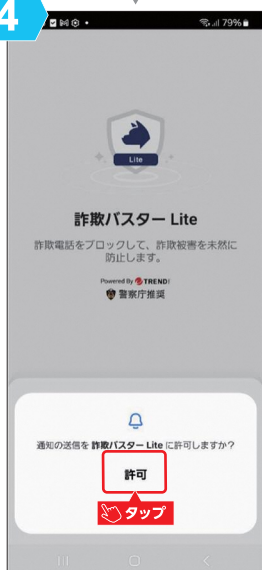 4
79%
Lite
詐欺バスター Lite
詐欺電話をブロックして、詐欺被害を未然に
防止します。
Powered By TREND
警察庁推奨
通知の送信を 詐欺バスター Lite に許可しますか?
許可
タップ